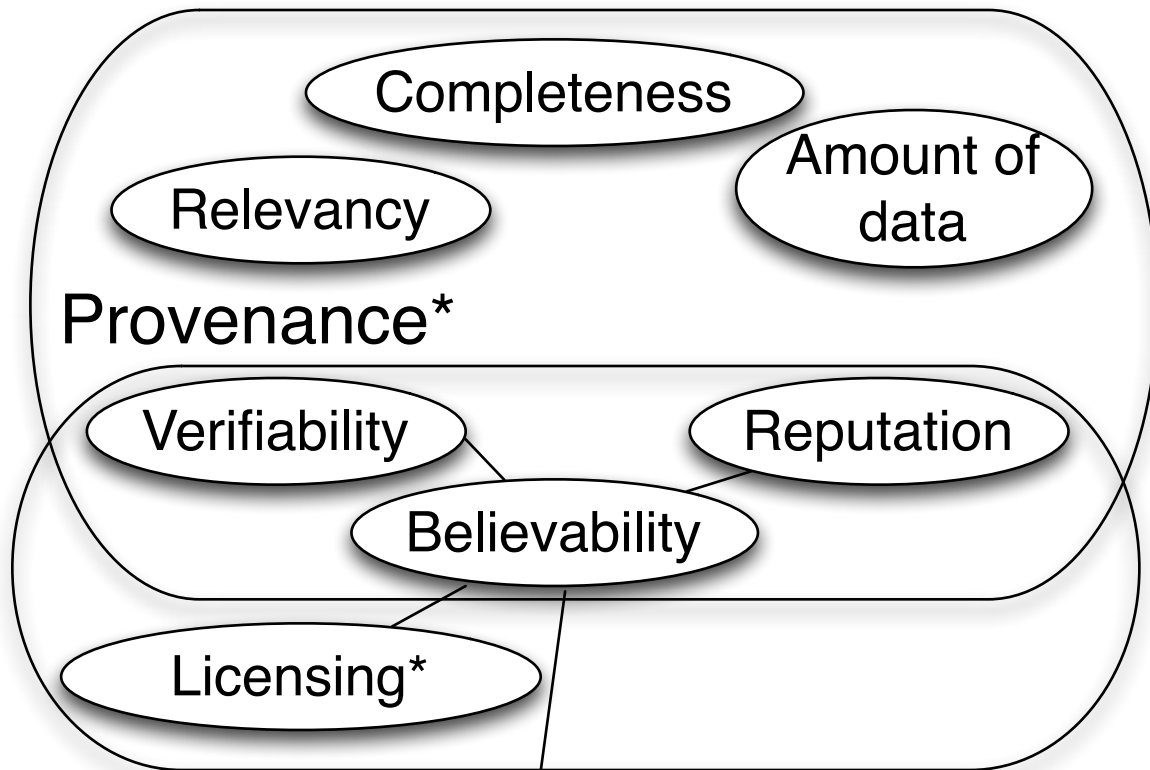 Completeness
Amount of
data
Relevancy
Provenance*
Verifiability
Reputation
Believability
Licensing*